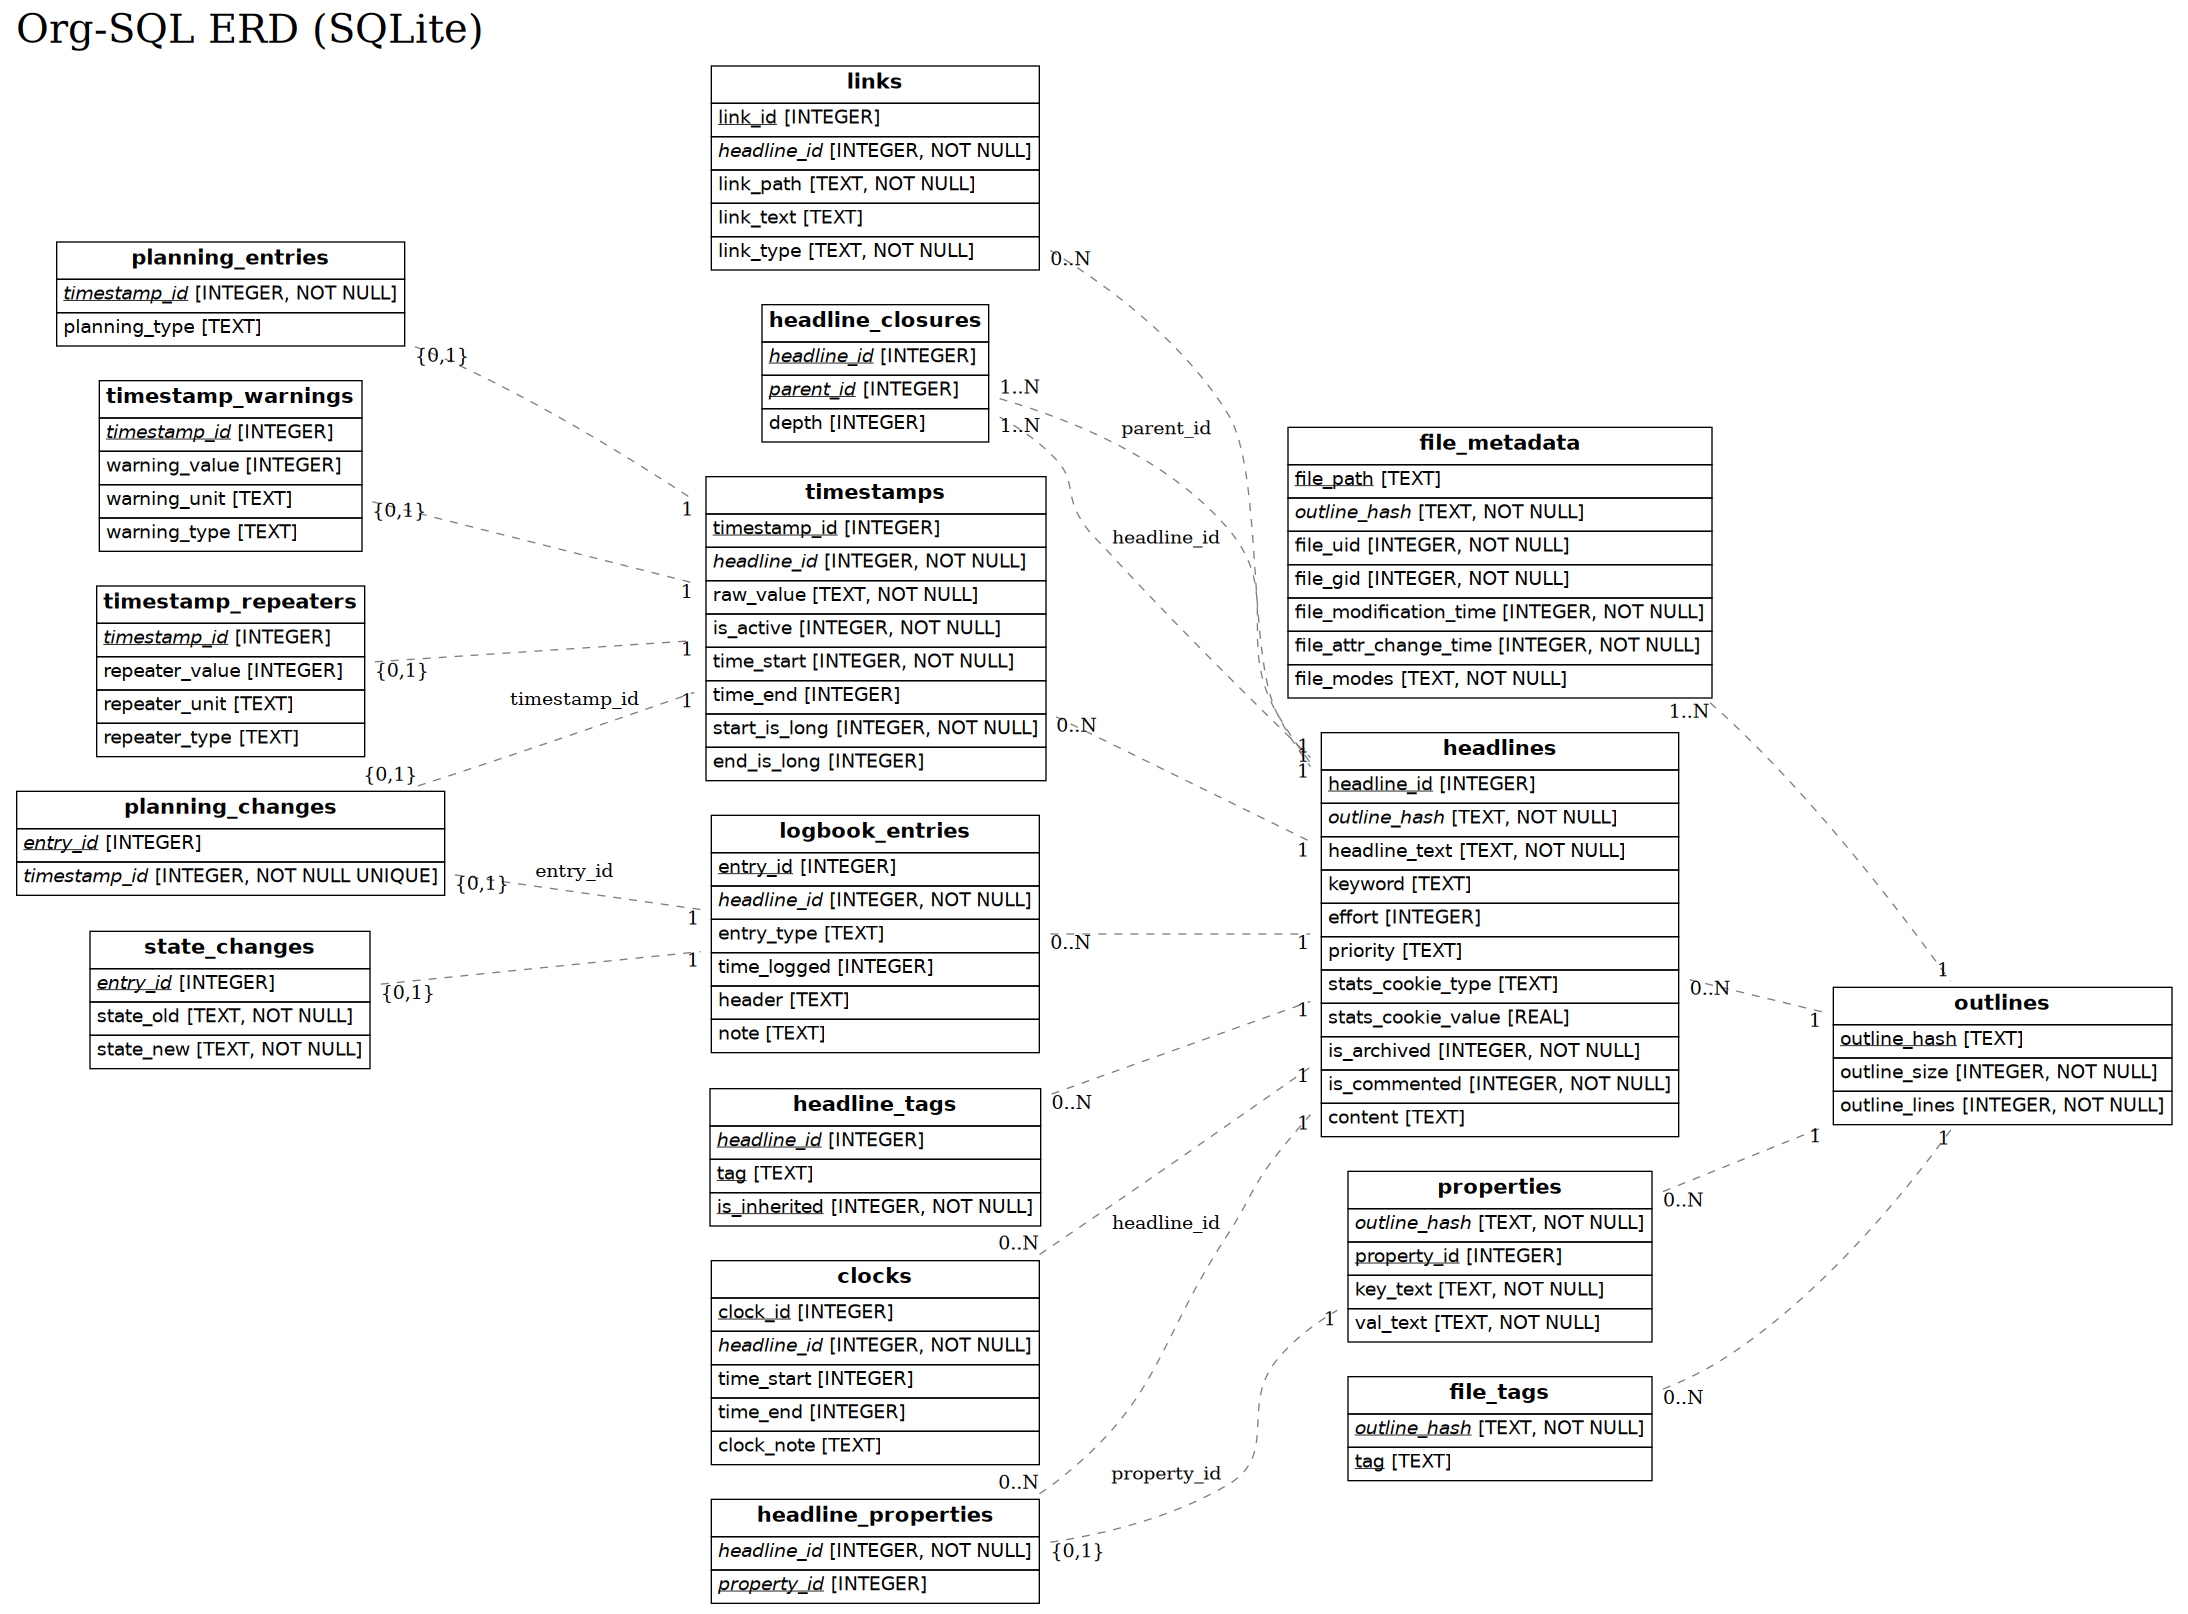 Org-SQL ERD (SQLite)
links
link_id [INTEGER]
headline_id [INTEGER, NOT NULL]
link_path [TEXT, NOT NULL]
link_text [TEXT]
link_type [TEXT, NOT NULL]
0..N
planning_entries
timestamp_id [INTEGER, NOT NULL]
planning_type [TEXT]
{0,1}
1
headline_closures
headline_id [INTEGER]
parent_id [INTEGER]
depth [INTEGER]
1..N
1..N
parent_id
headline_id
timestamp_warnings
timestamp_id [INTEGER]
warning_value [INTEGER]
warning_unit [TEXT]
warning_type [TEXT]
{0,1}
1
timestamps
timestamp_id [INTEGER]
headline_id [INTEGER, NOT NULL]
raw_value [TEXT, NOT NULL]
is_active [INTEGER, NOT NULL]
time_start [INTEGER, NOT NULL]
time_end [INTEGER]
start_is_long [INTEGER, NOT NULL]
end_is_long [INTEGER]
0..N
1
file_metadata
file_path [TEXT]
outline_hash [TEXT, NOT NULL]
file_uid [INTEGER, NOT NULL]
file_gid [INTEGER, NOT NULL]
file_modification_time [INTEGER, NOT NULL]
file_attr_change_time [INTEGER, NOT NULL]
file_modes [TEXT, NOT NULL]
1..N
1
timestamp_repeaters
timestamp_id [INTEGER]
repeater_value [INTEGER]
repeater_unit [TEXT]
repeater_type [TEXT]
{0,1}
1
timestamp_id
1
{0,1}
planning_changes
entry_id [INTEGER]
timestamp_id [INTEGER, NOT NULL UNIQUE]
{0,1}
entry_id
1
logbook_entries
entry_id [INTEGER]
headline_id [INTEGER, NOT NULL]
entry_type [TEXT]
time_logged [INTEGER]
header [TEXT]
note [TEXT]
0..N
1
headlines
headline_id [INTEGER]
outline_hash [TEXT, NOT NULL]
headline_text [TEXT, NOT NULL]
keyword [TEXT]
effort [INTEGER]
priority [TEXT]
stats_cookie_type [TEXT]
stats_cookie_value [REAL]
is_archived [INTEGER, NOT NULL]
is_commented [INTEGER, NOT NULL]
content [TEXT]
1
1
1
0..N
1
state_changes
entry_id [INTEGER]
state_old [TEXT, NOT NULL]
state_new [TEXT, NOT NULL]
{0,1}
1
outlines
outline_hash [TEXT]
outline_size [INTEGER, NOT NULL]
outline_lines [INTEGER, NOT NULL]
headline_tags
headline_id [INTEGER]
tag [TEXT]
is_inherited [INTEGER, NOT NULL]
0..N
1
clocks
clock_id [INTEGER]
headline_id [INTEGER, NOT NULL]
time_start [INTEGER]
time_end [INTEGER]
clock_note [TEXT]
0..N
1
properties
outline_hash [TEXT, NOT NULL]
property_id [INTEGER]
key_text [TEXT, NOT NULL]
val_text [TEXT, NOT NULL]
0..N
1
file_tags
outline_hash [TEXT, NOT NULL]
tag [TEXT]
0..N
1
headline_properties
headline_id [INTEGER, NOT NULL]
property_id [INTEGER]
0..N
headline_id
1
{0,1}
property_id
1